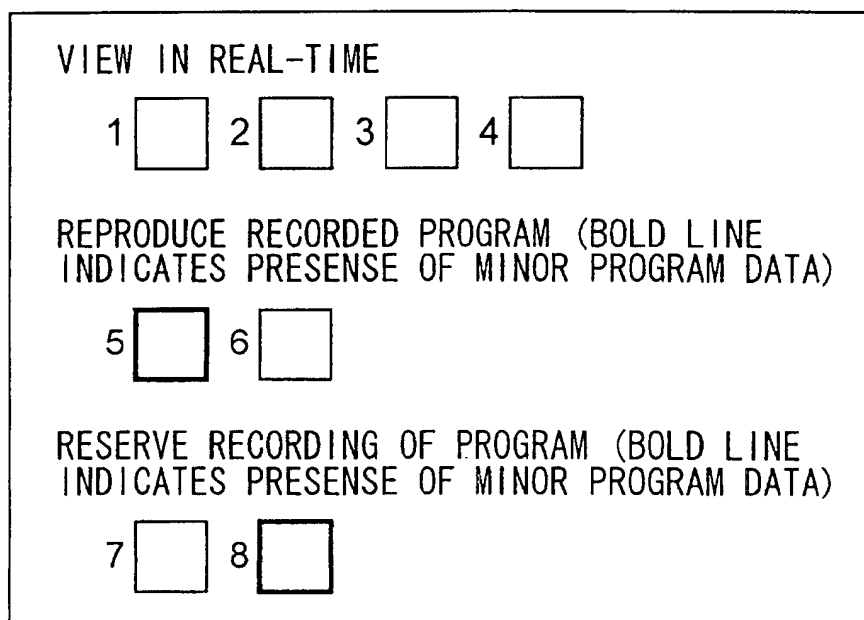 VIEW IN REAL-TIME
1 2 3 4
REPRODUCE RECORDED PROGRAM (BOLD LINE
INDICATES PRESENSE OF MINOR PROGRAM DATA)
5 6
RESERVE RECORDING OF PROGRAM (BOLD LINE
INDICATES PRESENSE OF MINOR PROGRAM DATA)
7 8